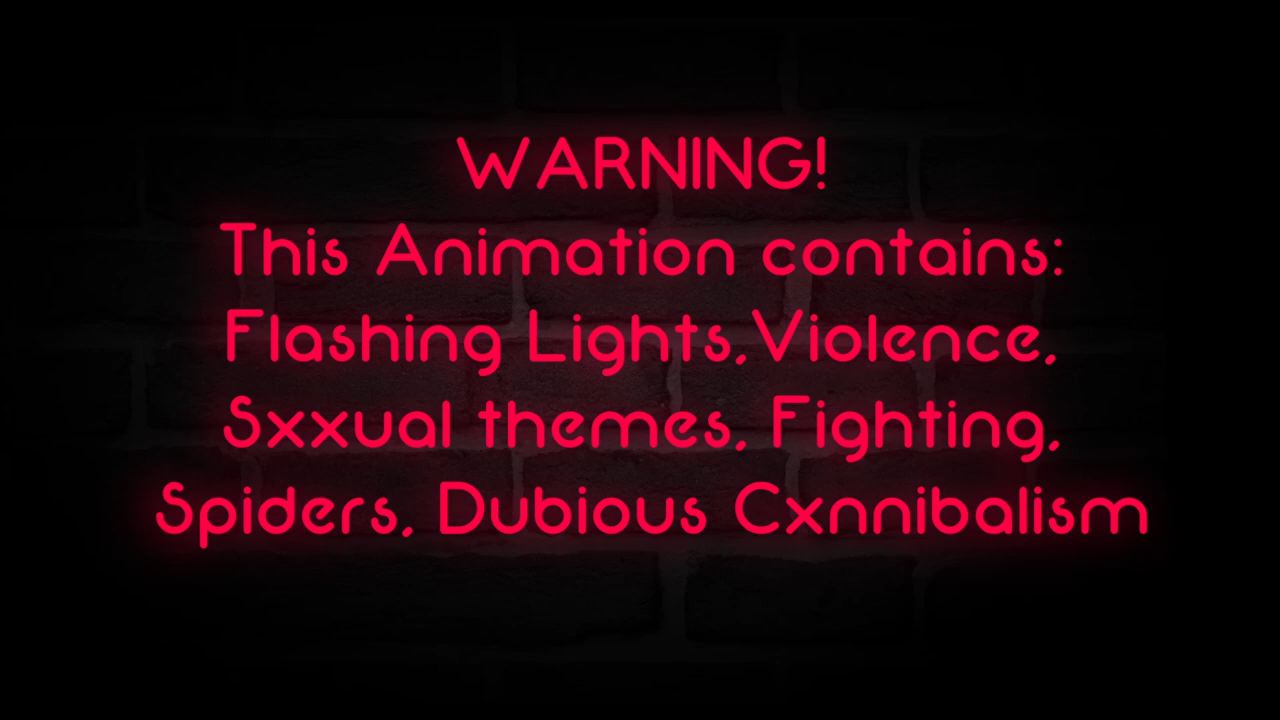 WARNING!
This Animation contains:
Flashing Lights,Violence,
Sxxual themes, Fighting,
Spiders, Dubious Cxnnibalism